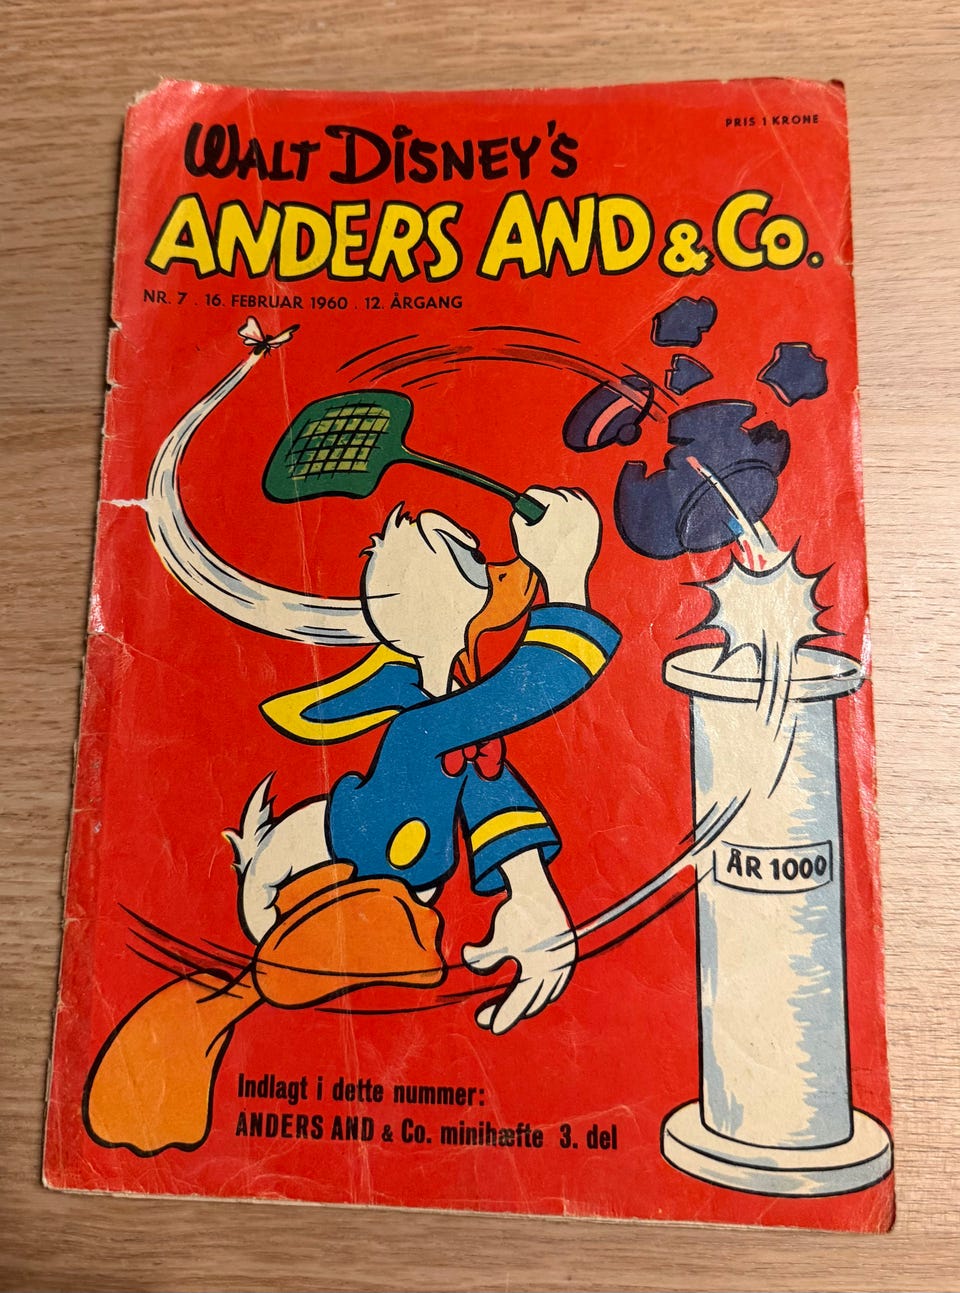 PRIS 1 KRONE
WALT DISNEY'S
ANDERS AND & Co.
NR. 7 . 16. FEBRUAR 1960 . 12. ÅRGANG
ÅR 1000
Indlagt i dette nummer:
ANDERS AND & Co. minihæfte 3. del